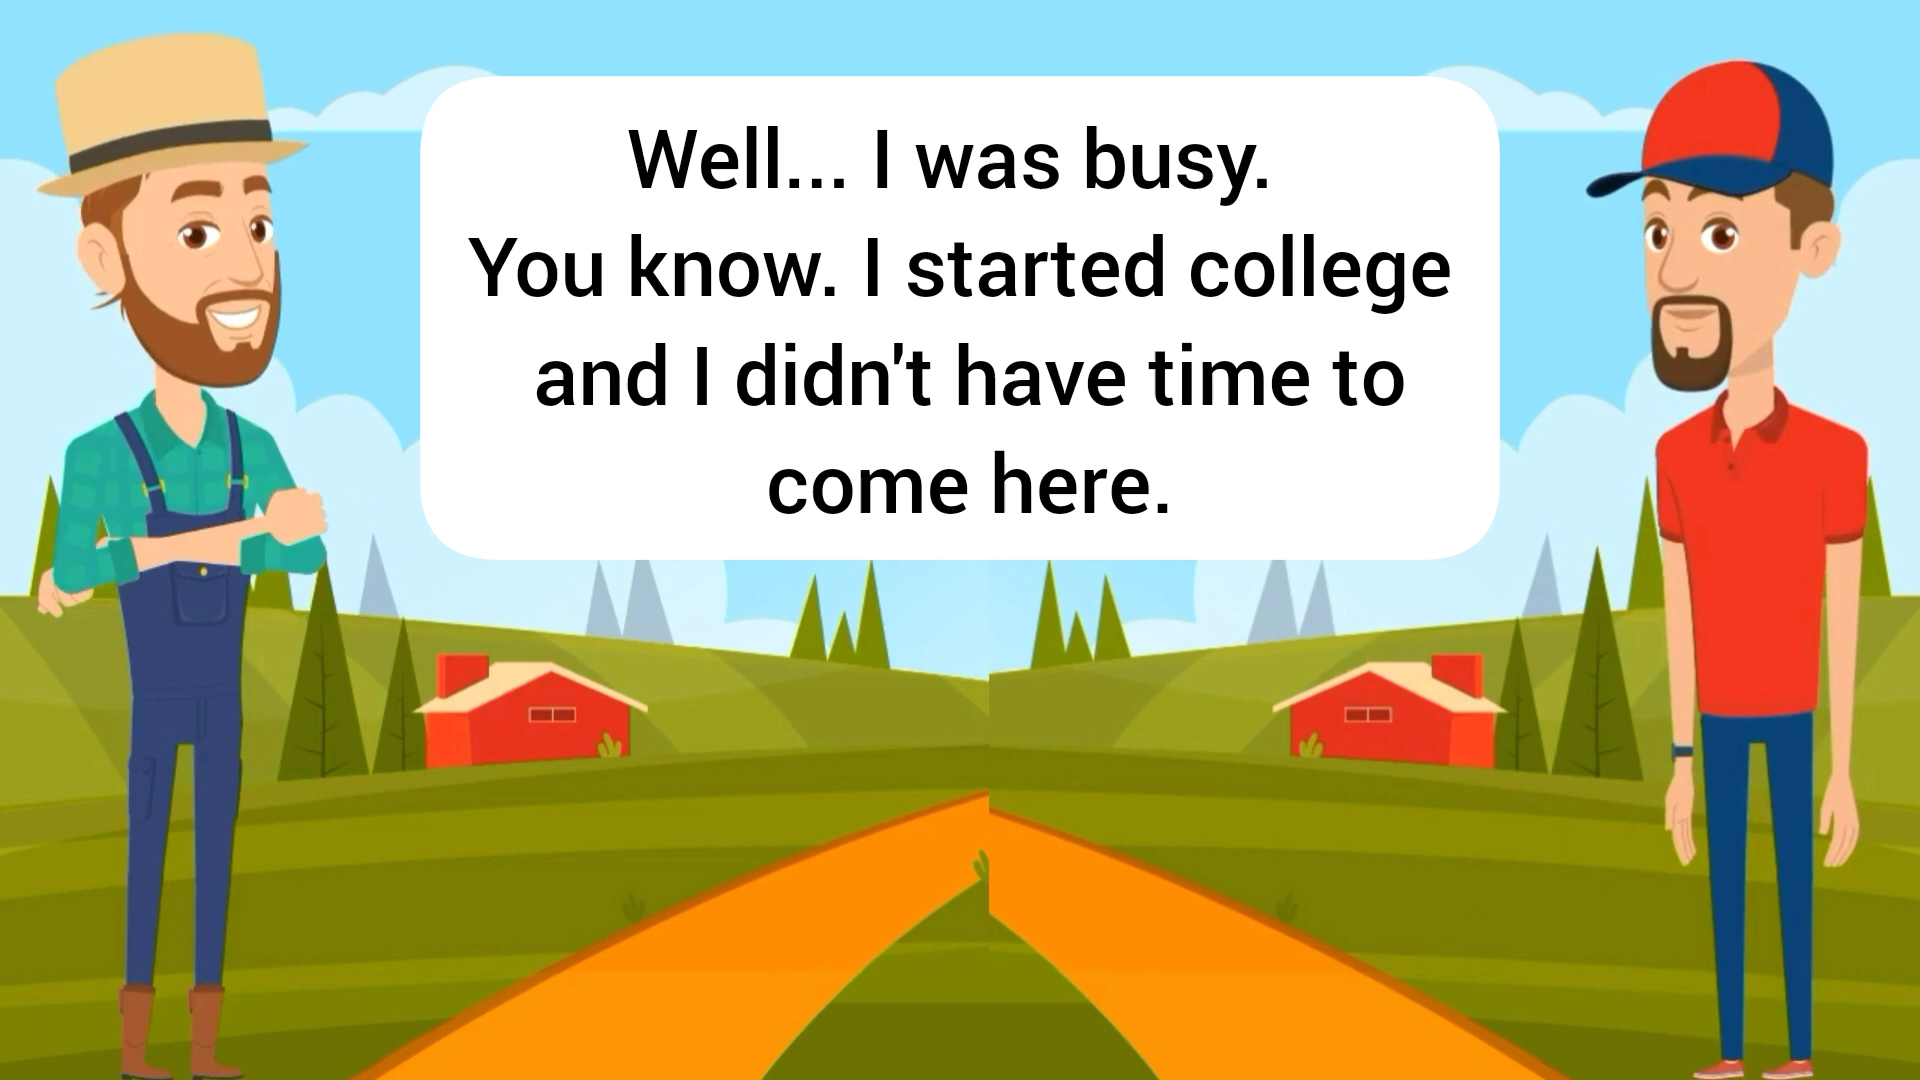 Well... I was busy.
You know. I started college
and I didn't have time to
come here.